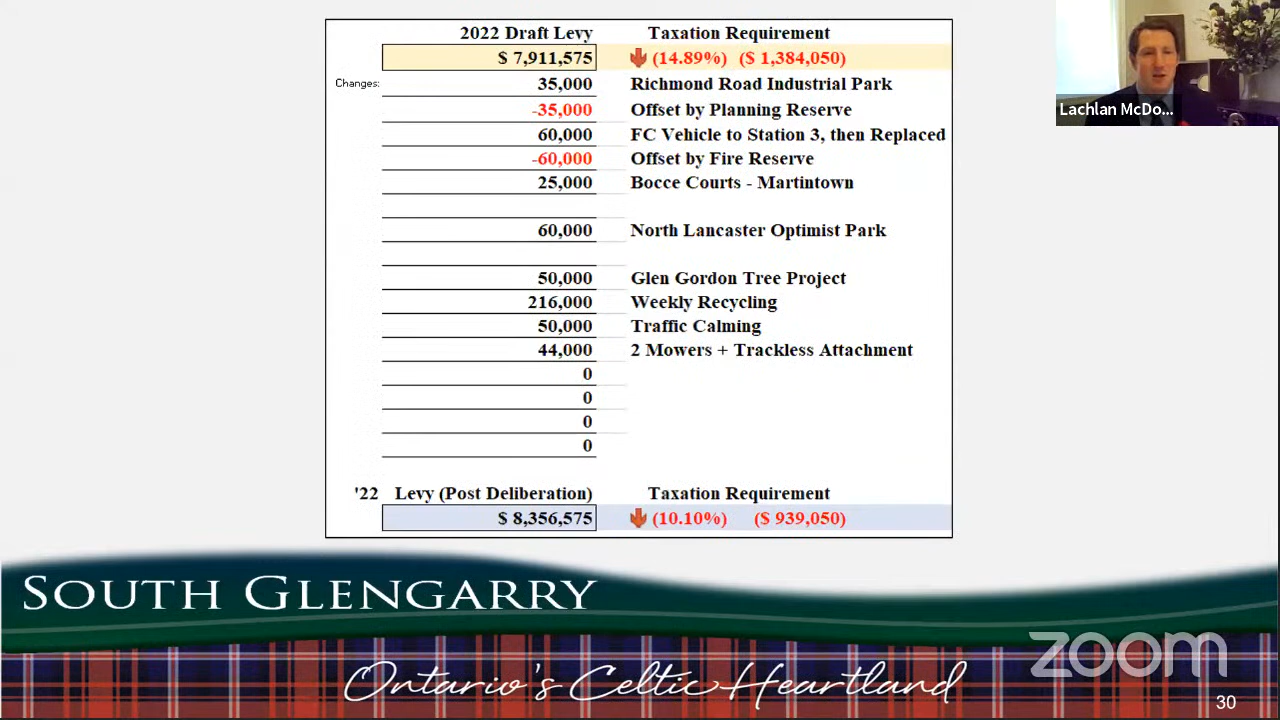 2022 Draft Levy Taxation Requirement
$ 7,911,575 (14.89%) ($ 1,384,050)
Changes: 35,000 Richmond Road Industrial Park
-35,000 Offset by Planning Reserve
60,000 FC Vehicle to Station 3, then Replaced
-60,000 Offset by Fire Reserve
25,000 Bocce Courts - Martintown
60,000 North Lancaster Optimist Park
50,000 Glen Gordon Tree Project
216,000 Weekly Recycling
50,000 Traffic Calming
44,000 2 Mowers + Trackless Attachment
0
0
0
0
'22 Levy (Post Deliberation) Taxation Requirement
$ 8,356,575 (10.10%) ($ 939,050)
Lachlan McDo...
SOUTH GLENGARRY
Ontario's Celtic Heartland
zoom
30